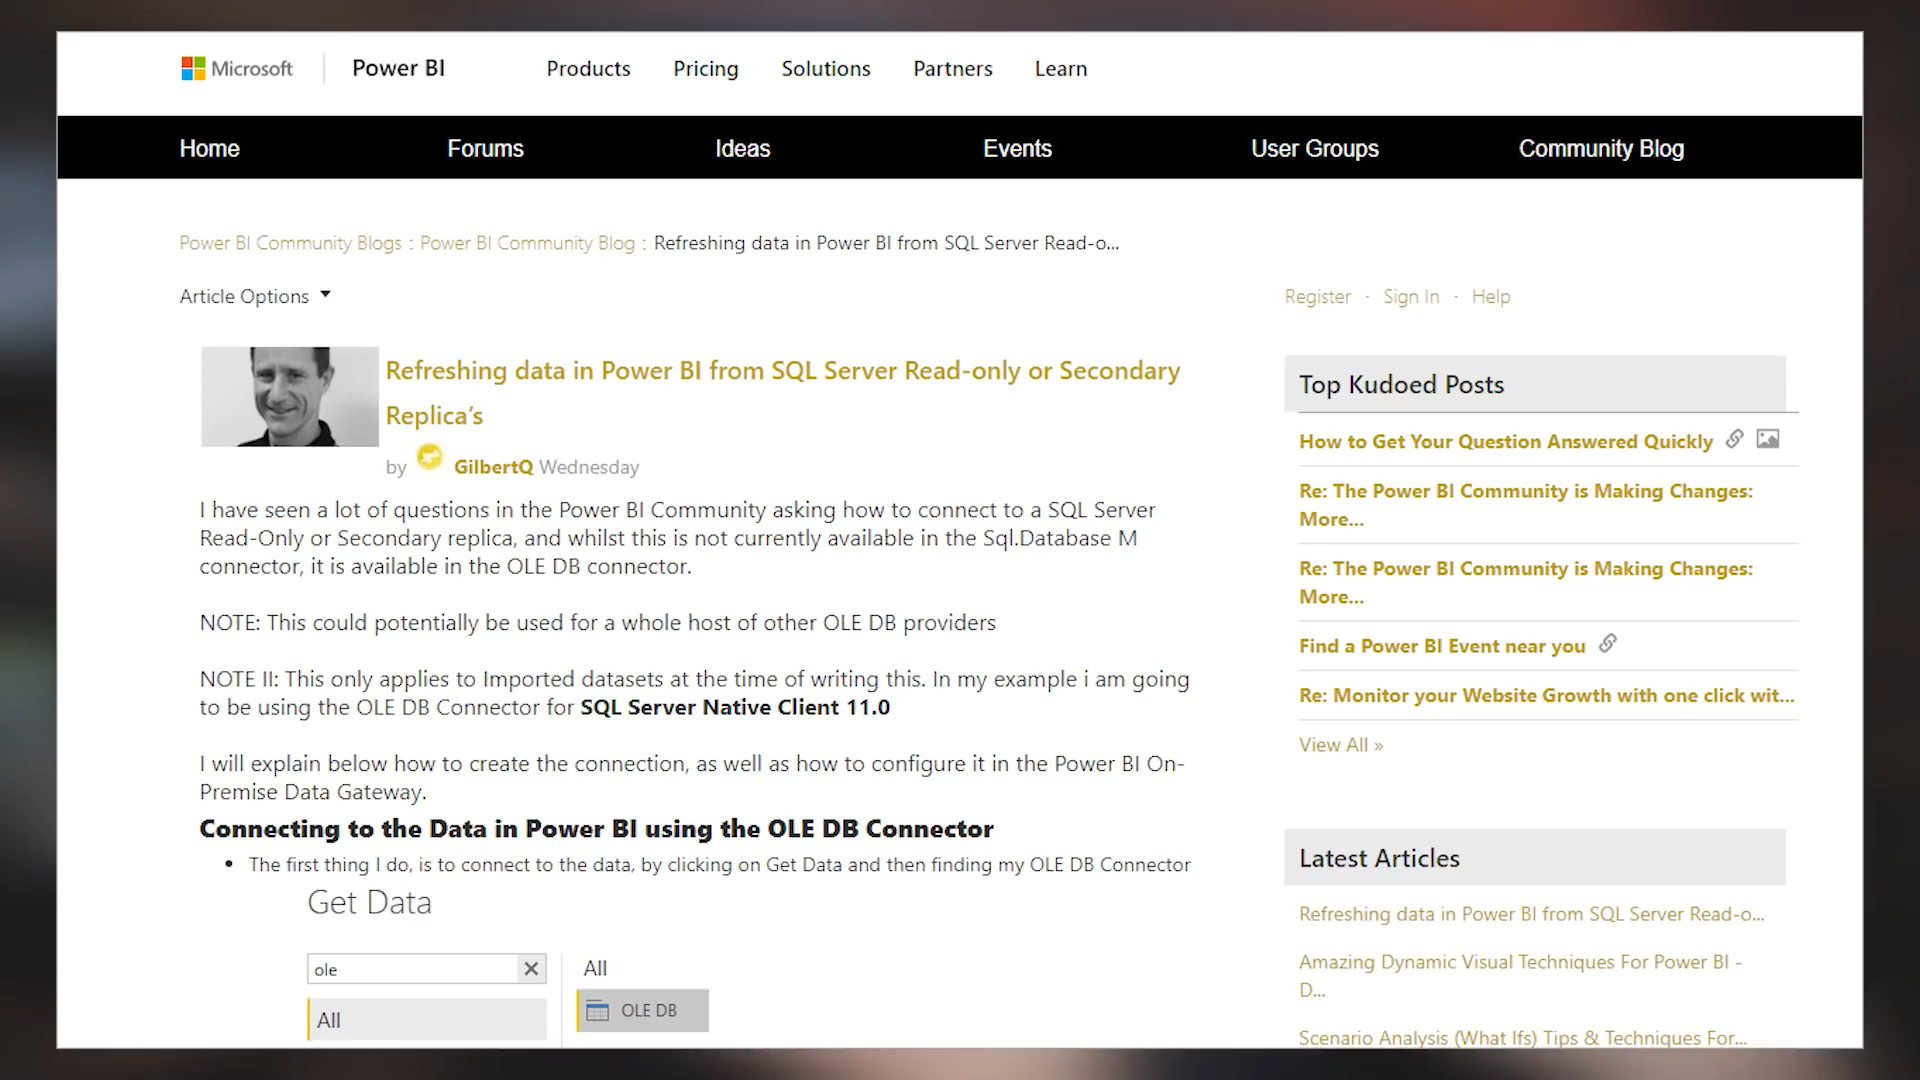 Microsoft
Power BI
Products
Pricing
Solutions
Partners
Learn
Home
Forums
Ideas
Events
User Groups
Community Blog
Power BI Community Blogs : Power BI Community Blog : Refreshing data in Power BI from SQL Server Read-o...
Article Options
Register · Sign In · Help
Refreshing data in Power BI from SQL Server Read-only or Secondary
Replica's
by GilbertQ Wednesday
I have seen a lot of questions in the Power BI Community asking how to connect to a SQL Server
Read-Only or Secondary replica, and whilst this is not currently available in the Sql.Database M
connector, it is available in the OLE DB connector.
NOTE: This could potentially be used for a whole host of other OLE DB providers
NOTE II: This only applies to Imported datasets at the time of writing this. In my example i am going
to be using the OLE DB Connector for SQL Server Native Client 11.0
I will explain below how to create the connection, as well as how to configure it in the Power BI On-
Premise Data Gateway.
Connecting to the Data in Power BI using the OLE DB Connector
• The first thing I do, is to connect to the data, by clicking on Get Data and then finding my OLE DB Connector
Get Data
ole
All
All
OLE DB
Top Kudoed Posts
How to Get Your Question Answered Quickly
Re: The Power BI Community is Making Changes:
More...
Re: The Power BI Community is Making Changes:
More...
Find a Power BI Event near you
Re: Monitor your Website Growth with one click wit...
View All »
Latest Articles
Refreshing data in Power BI from SQL Server Read-o...
Amazing Dynamic Visual Techniques For Power BI -
D...
Scenario Analysis (What Ifs) Tips & Techniques For...